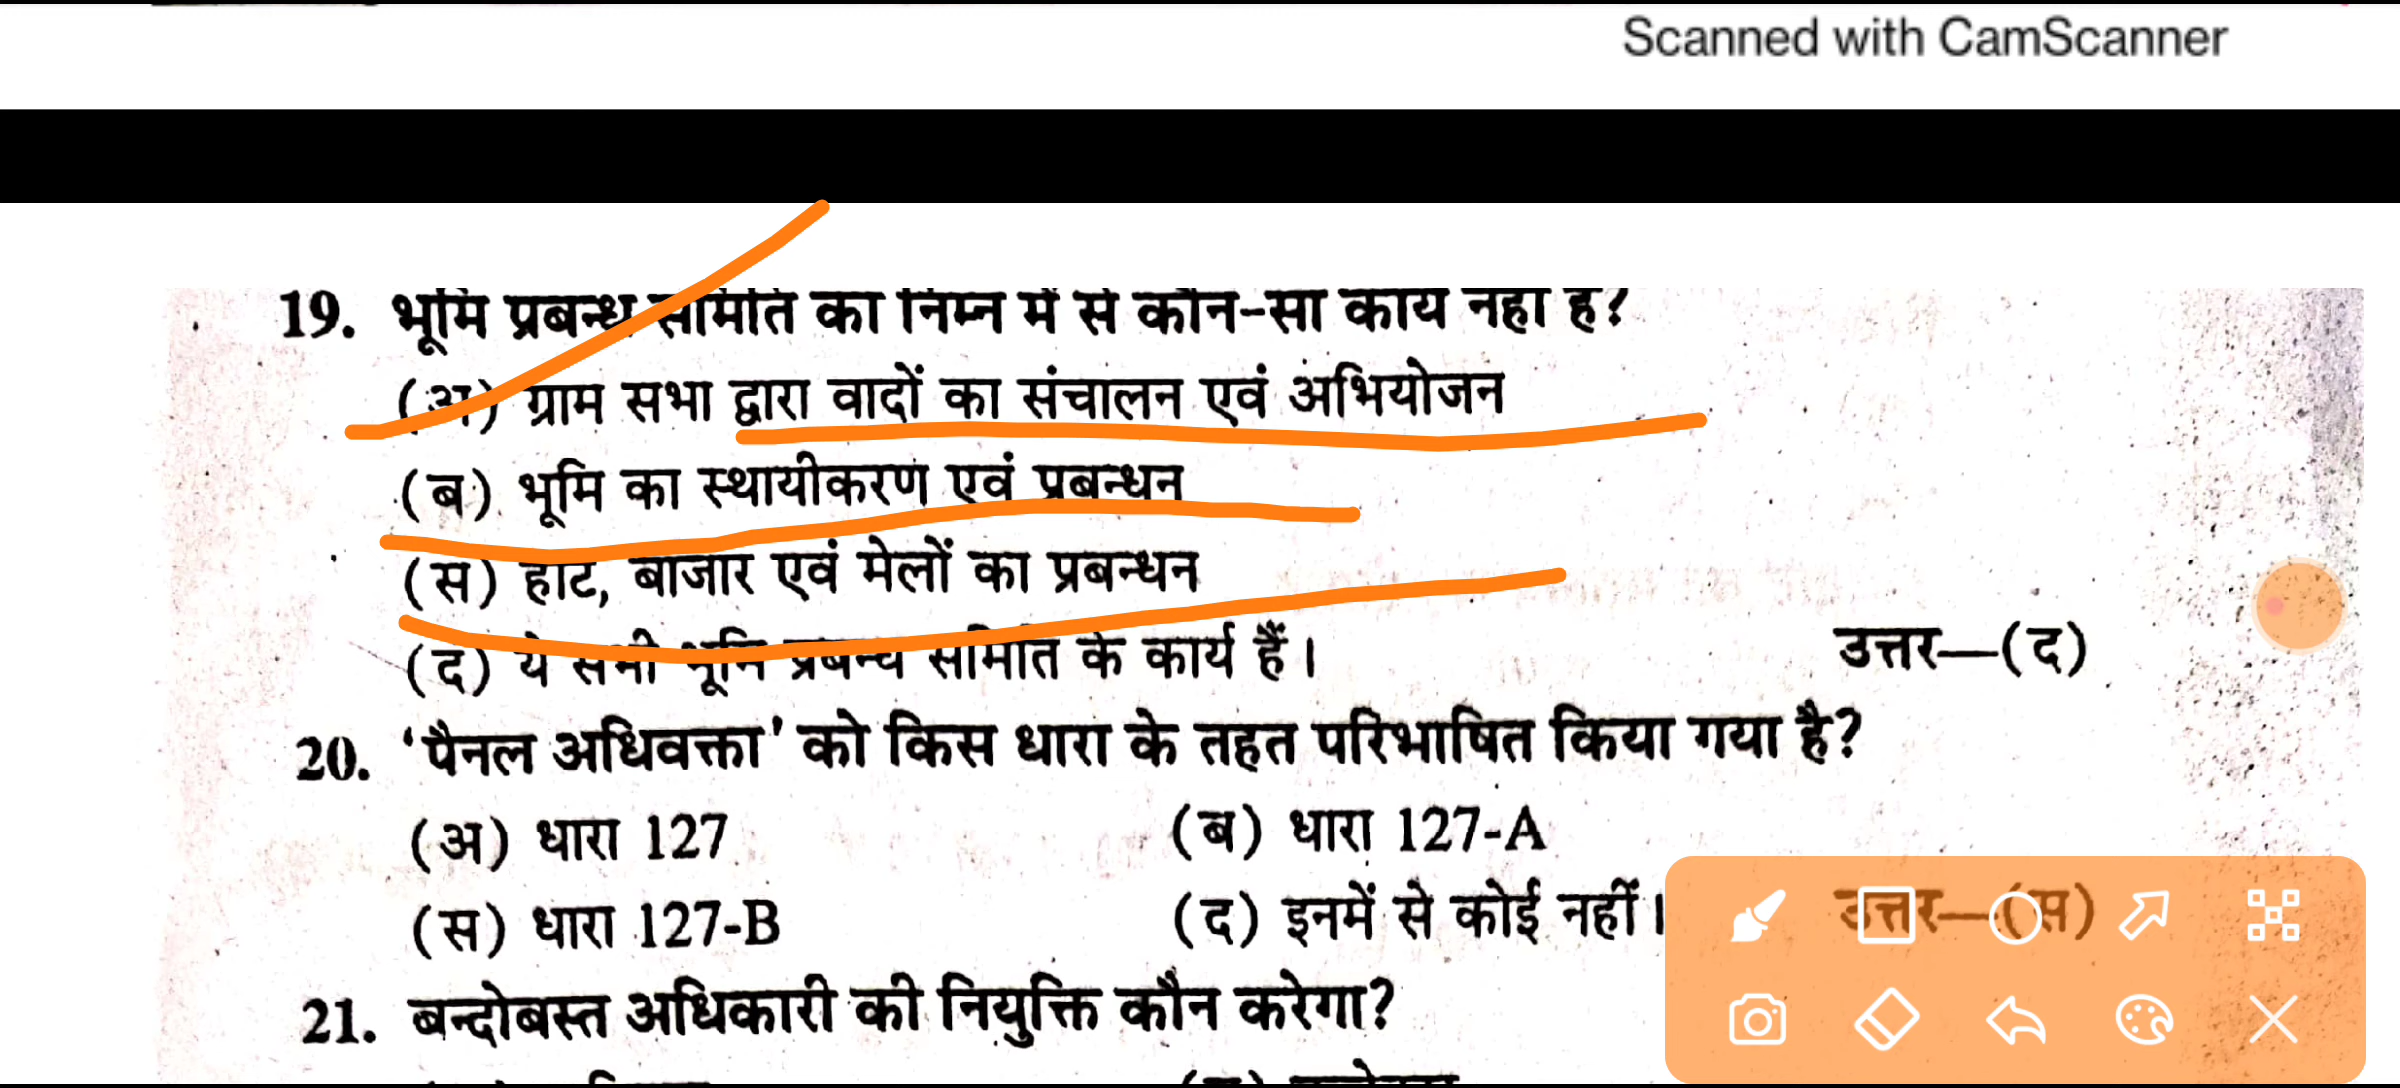 Scanned with CamScanner
19. भूमि प्रबन्ध समिति का निम्न में से कौन-सा कार्य नहीं है?
(अ) ग्राम सभा द्वारा वादों का संचालन एवं अभियोजन
(ब) भूमि का स्थायीकरण एवं प्रबन्धन
(स) हाट, बाजार एवं मेलों का प्रबन्धन
(द) ये सभी भूमि प्रबन्ध समिति के कार्य हैं। उत्तर—(द)
20. ‘पैनल अधिवक्ता’ को किस धारा के तहत परिभाषित किया गया है?
(अ) धारा 127 (ब) धारा 127-A
(स) धारा 127-B (द) इनमें से कोई नहीं। उत्तर—(स)
21. बन्दोबस्त अधिकारी की नियुक्ति कौन करेगा?